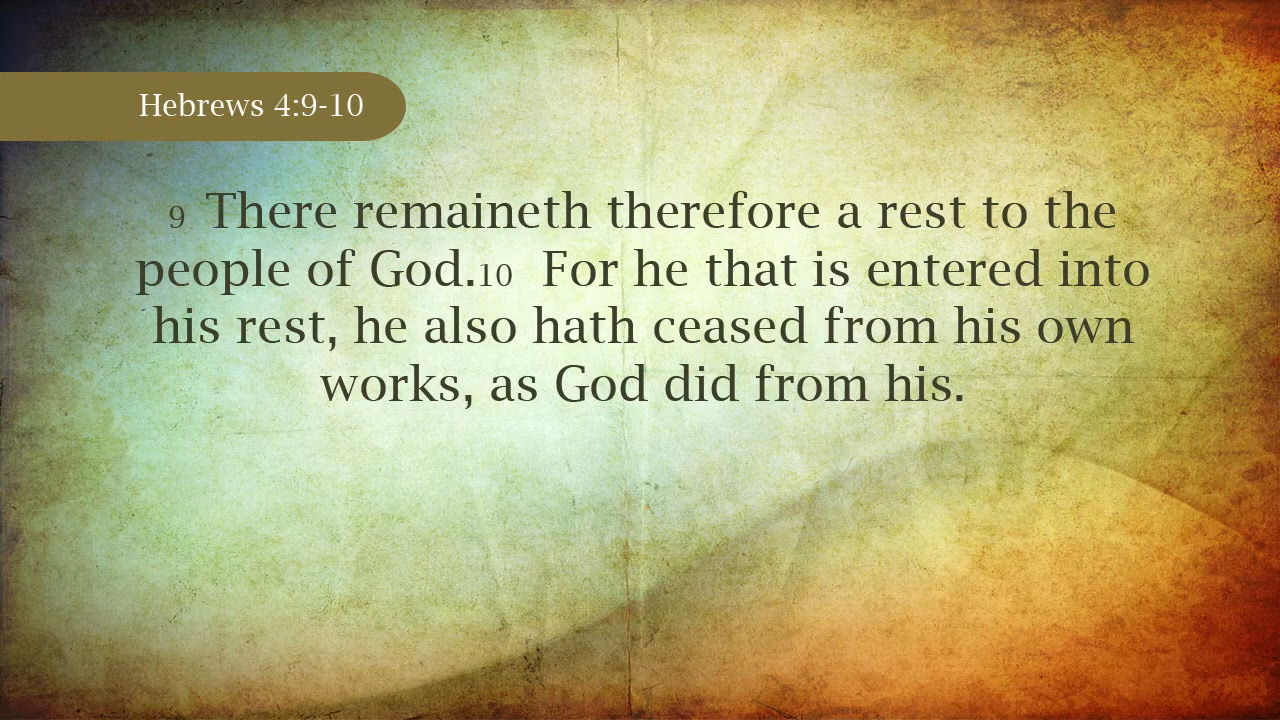 Hebrews 4:9-10
9 There remaineth therefore a rest to the
people of God.10 For he that is entered into
his rest, he also hath ceased from his own
works, as God did from his.